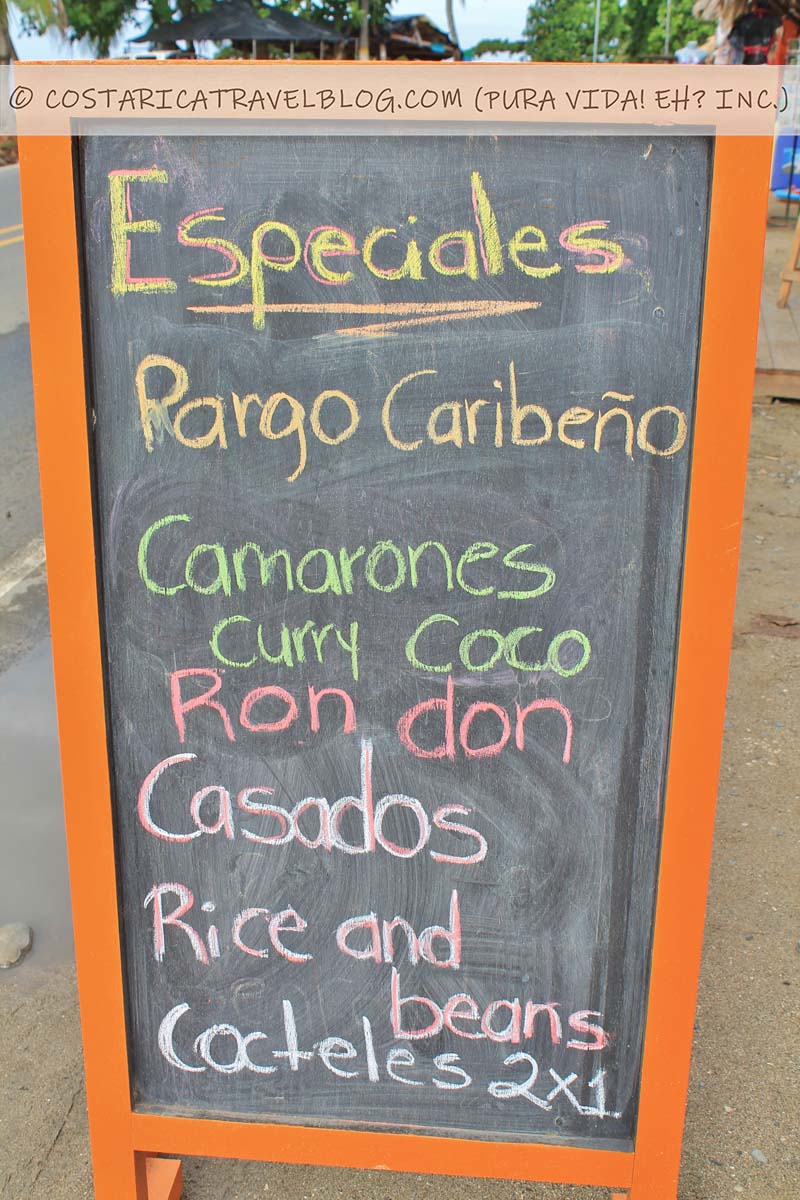 © COSTARICATRAVELBLOG.COM (PURA VIDA! EH? INC.)
Especiales
Pargo Caribeño
Camarones
curry Coco
Ron don
Casados
Rice and
beans
Cocteles 2x1